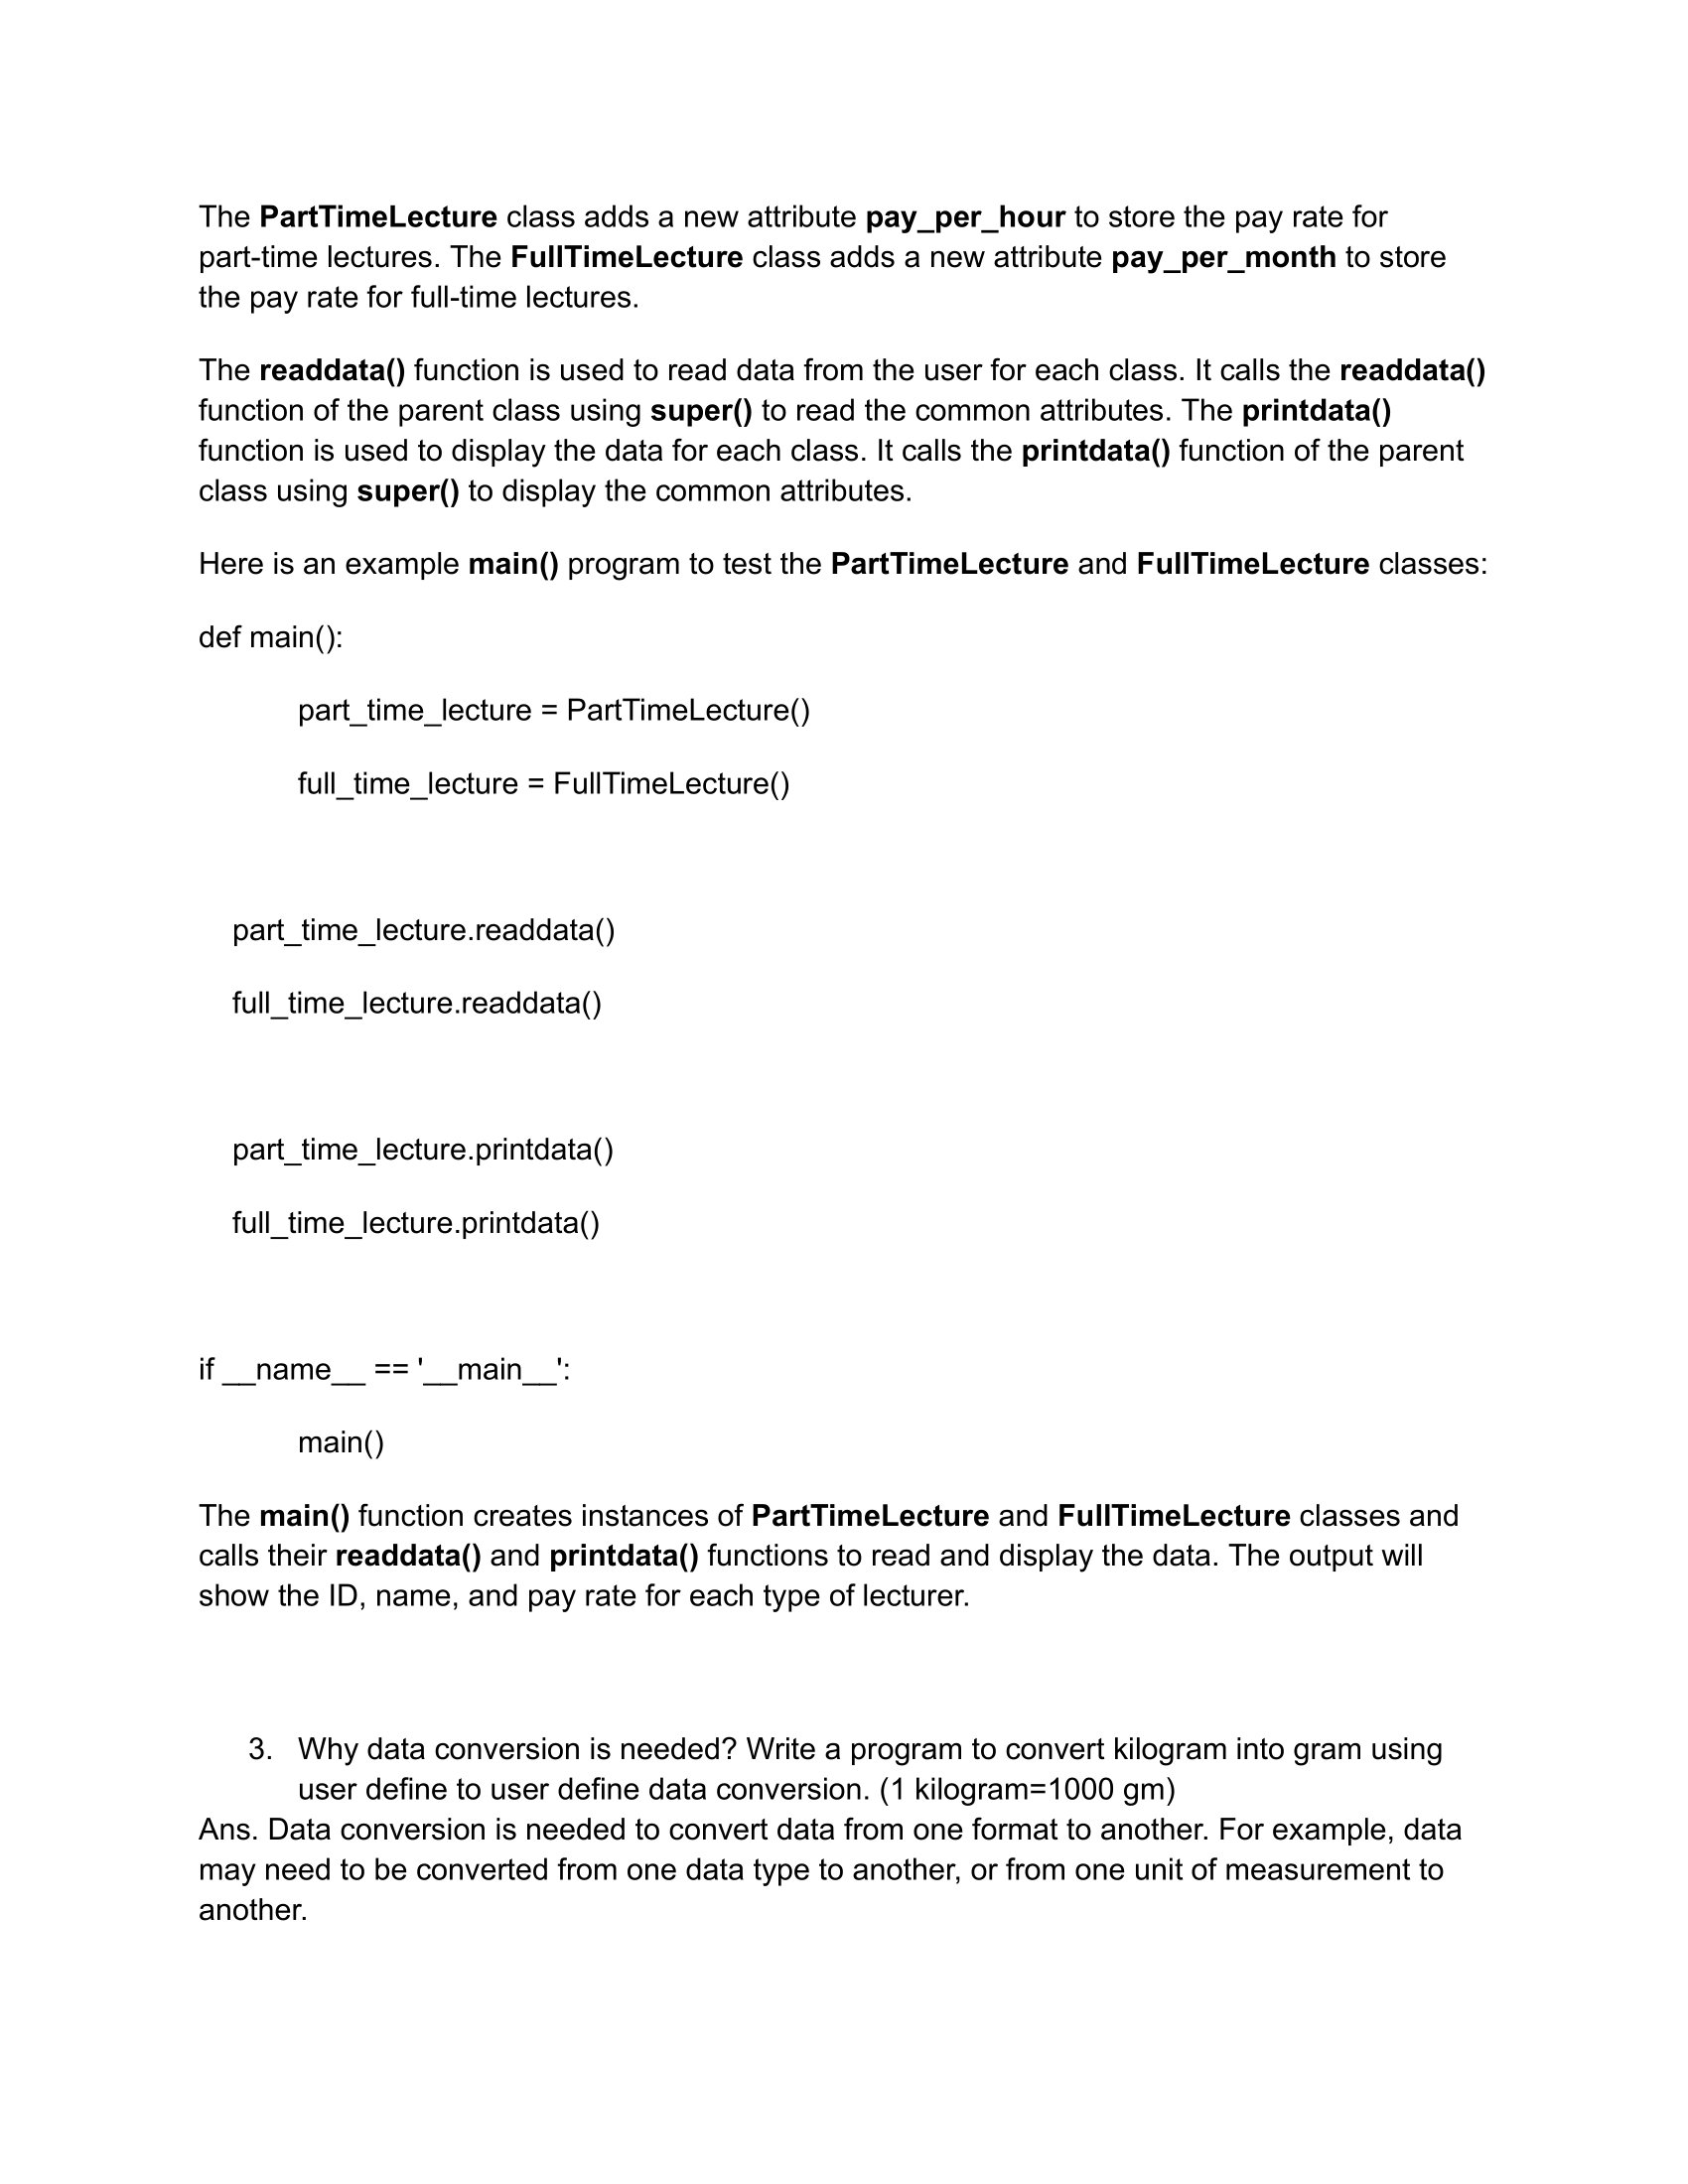 The PartTimeLecture class adds a new attribute pay_per_hour to store the pay rate for
part-time lectures. The FullTimeLecture class adds a new attribute pay_per_month to store
the pay rate for full-time lectures.
The readdata() function is used to read data from the user for each class. It calls the readdata()
function of the parent class using super() to read the common attributes. The printdata()
function is used to display the data for each class. It calls the printdata() function of the parent
class using super() to display the common attributes.
Here is an example main() program to test the PartTimeLecture and FullTimeLecture classes:
def main():
part_time_lecture = PartTimeLecture()
full_time_lecture = FullTimeLecture()
part_time_lecture.readdata()
full_time_lecture.readdata()
part_time_lecture.printdata()
full_time_lecture.printdata()
if __name__ == '__main__':
main()
The main() function creates instances of PartTimeLecture and FullTimeLecture classes and
calls their readdata() and printdata() functions to read and display the data. The output will
show the ID, name, and pay rate for each type of lecturer.
3. Why data conversion is needed? Write a program to convert kilogram into gram using
user define to user define data conversion. (1 kilogram=1000 gm)
Ans. Data conversion is needed to convert data from one format to another. For example, data
may need to be converted from one data type to another, or from one unit of measurement to
another.